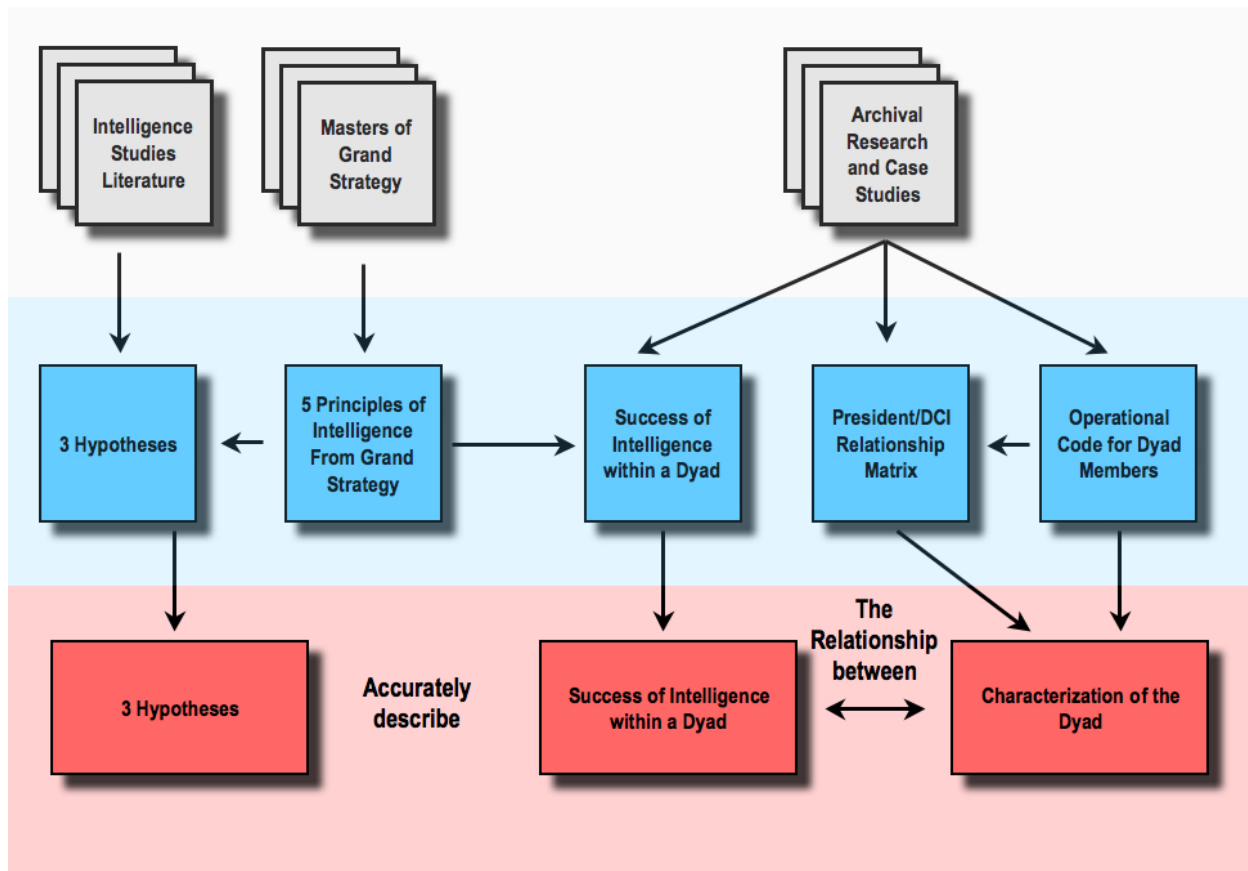 Intelligence
Studies
Literature
Masters of
Grand
Strategy
Archival
Research
and Case
Studies
3 Hypotheses
5 Principles of
Intelligence
From Grand
Strategy
Success of
Intelligence
within a Dyad
President/DCI
Relationship
Matrix
Operational
Code for Dyad
Members
3 Hypotheses
Accurately
describe
Success of Intelligence
within a Dyad
The
Relationship
between
Characterization of the
Dyad